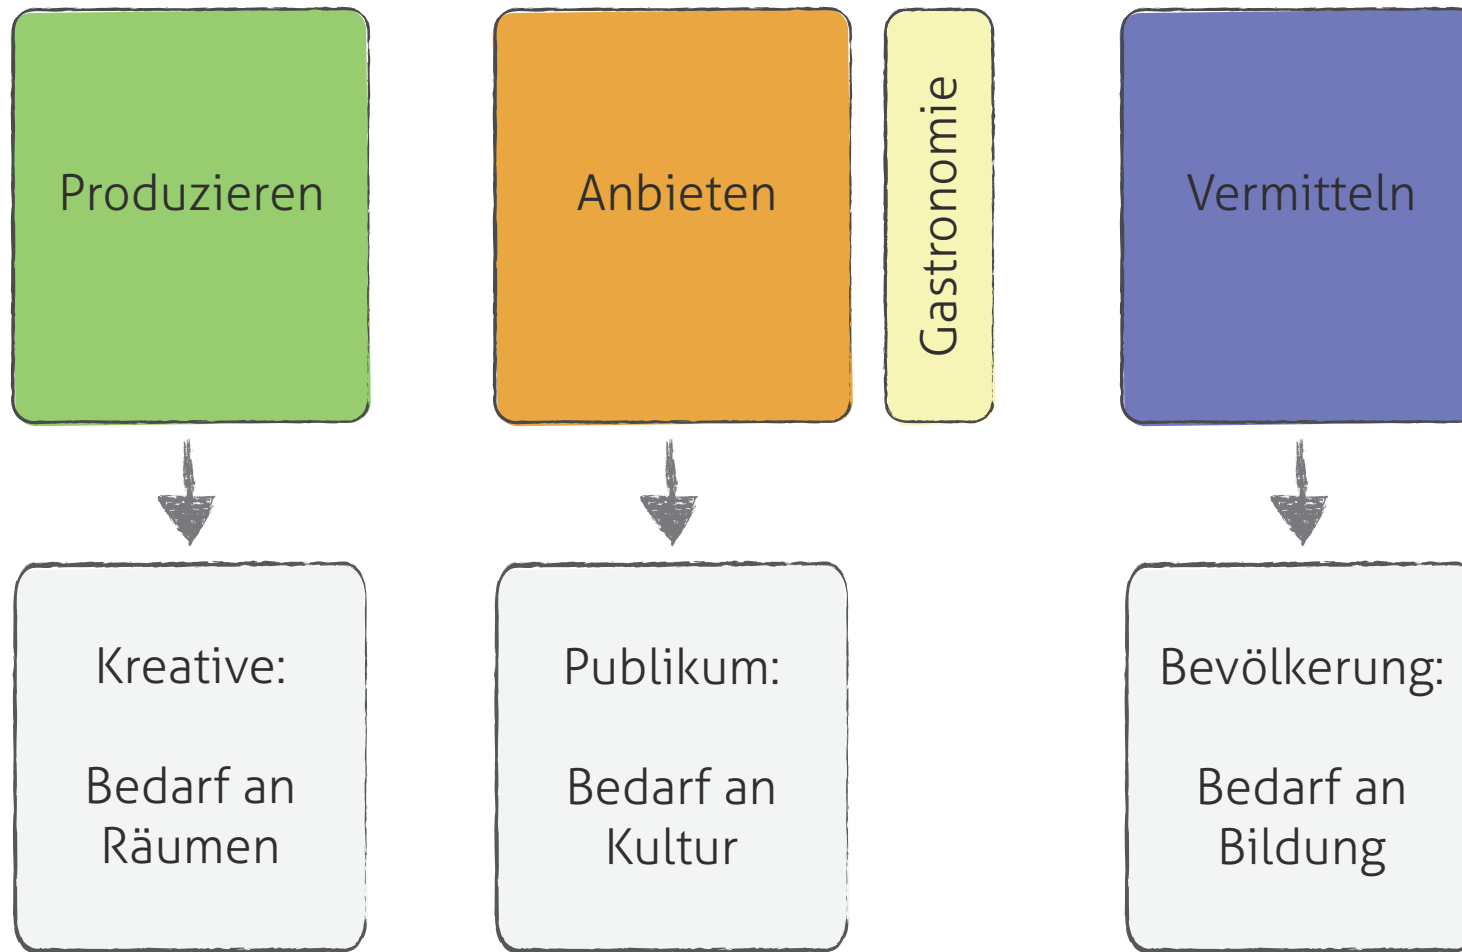 Produzieren
Anbieten
Gastronomie
Vermitteln
Kreative:
Bedarf an
Räumen
Publikum:
Bedarf an
Kultur
Bevölkerung:
Bedarf an
Bildung